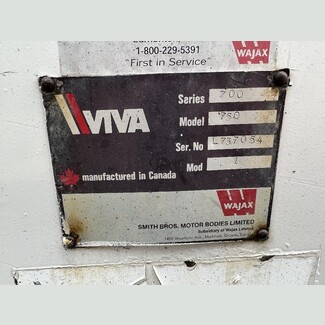 1-800-229-5391
"First in Service"
WAJAX
VIVA
Series 700
Model 750
Ser. No
Mod 1
manufactured in Canada
WAJAX
SMITH BROS. MOTOR BODIES LIMITED
Subsidiary of Wajax Limited